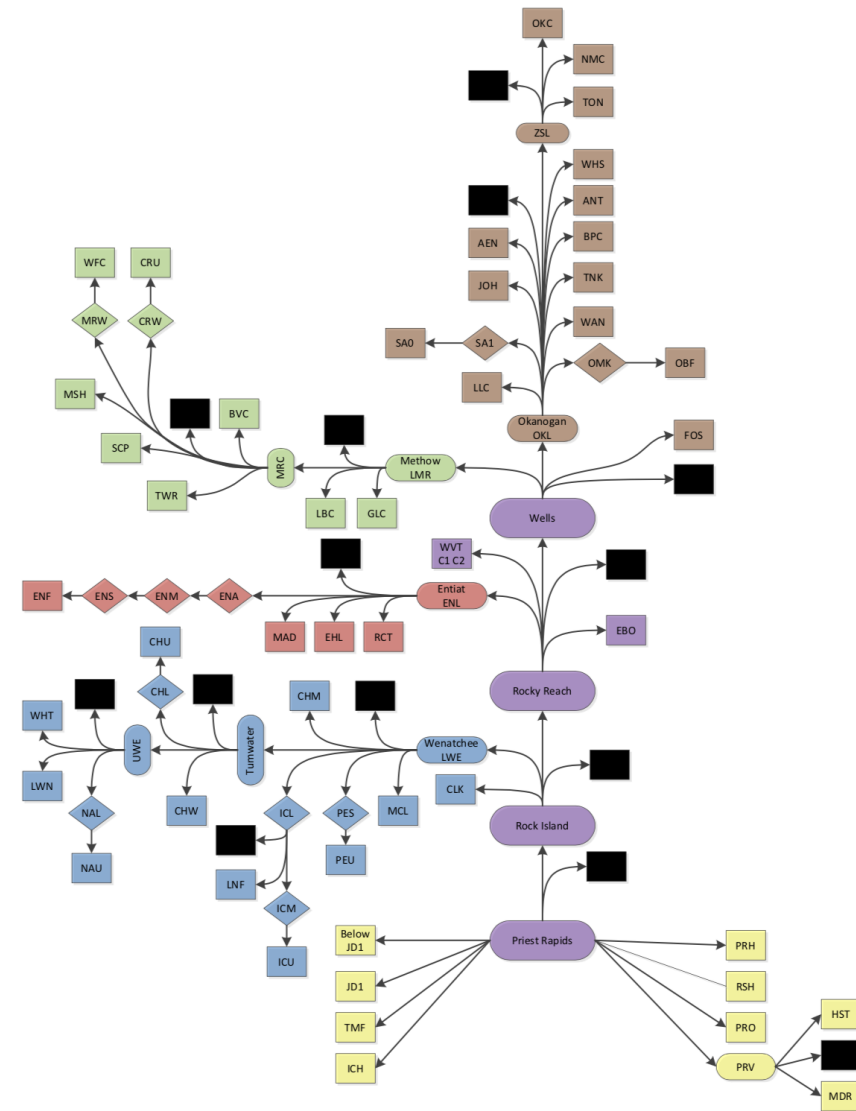 OKC
NMC
TON
ZSL
WHS
ANT
AEN
BPC
JOH
TNK
WAN
SA0
SA1
OMK
OBF
LLC
Okanogan
OKL
FOS
WFC
CRU
MRW
CRW
MSH
BVC
SCP
TWR
MRC
Methow
LMR
LBC
GLC
Wells
WVT
C1 C2
ENF
ENS
ENM
ENA
Entiat
ENL
MAD
EHL
RCT
EBO
Rocky Reach
CHU
CHL
CHM
WHT
UWE
Tumwater
Wenatchee
LWE
LWN
NAL
CHW
ICL
PES
MCL
CLK
Rock Island
NAU
LNF
PEU
ICM
ICU
Below
JD1
Priest Rapids
PRH
JD1
RSH
TMF
PRO
HST
ICH
PRV
MDR